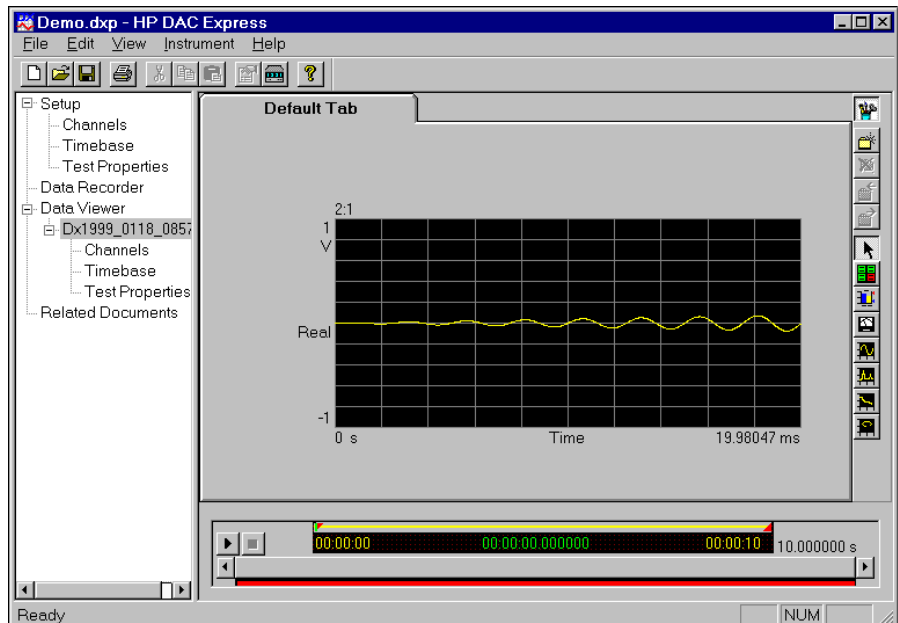 Demo.dxp - HP DAC Express
File Edit View Instrument Help
Setup
Channels
Timebase
Test Properties
Data Recorder
Data Viewer
Dx1999_0118_0857
Channels
Timebase
Test Properties
Related Documents
Default Tab
2:1
1
V
Real
-1
0 s Time 19.98047 ms
00:00:00 00:00:00.000000 00:00:10 10.000000 s
Ready NUM